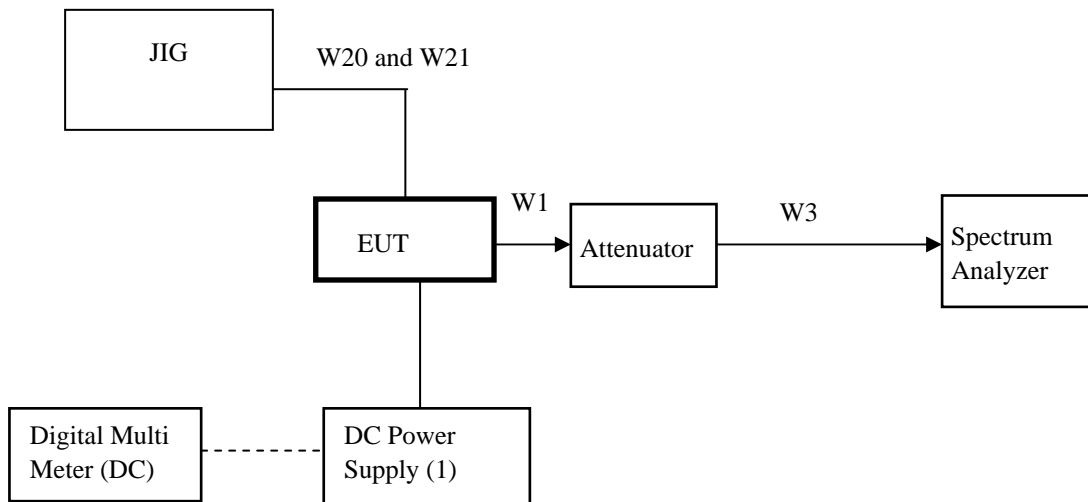 JIG
W20 and W21
W1
W3
EUT
Attenuator
Spectrum
Analyzer
Digital Multi
Meter (DC)
DC Power
Supply (1)